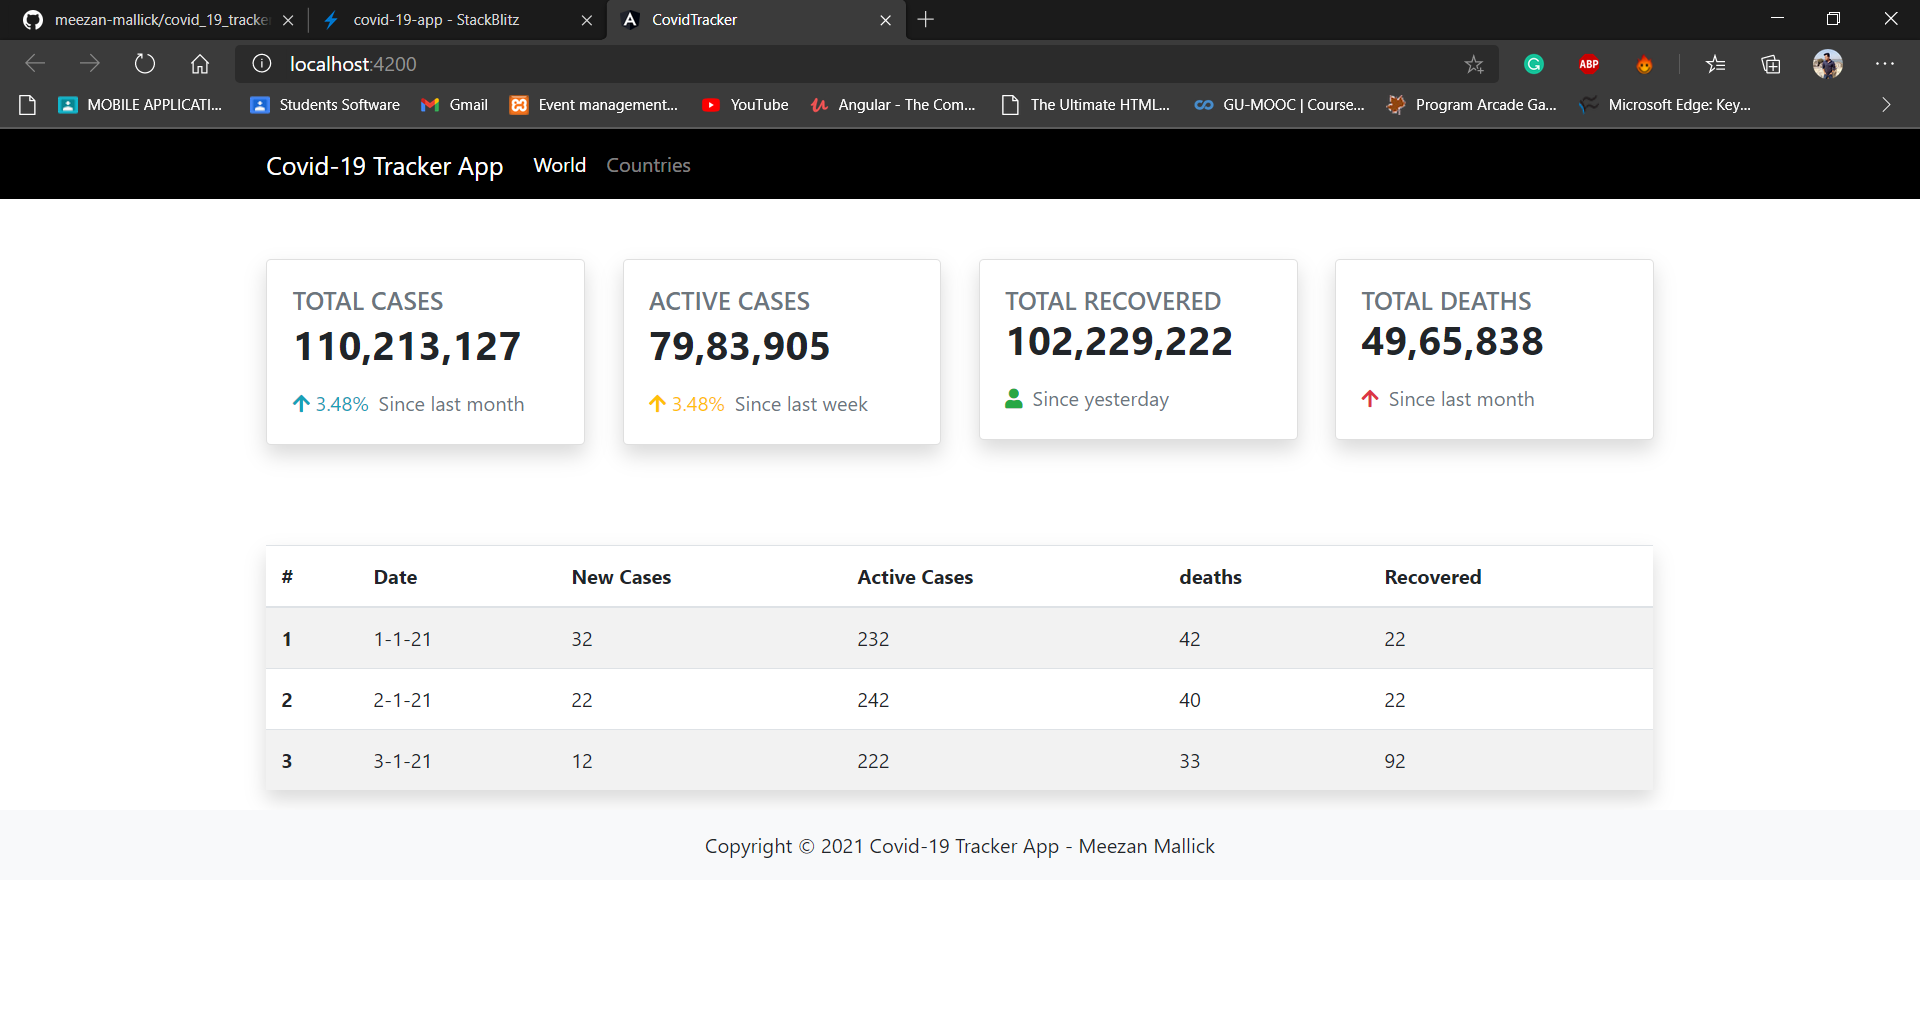 meezan-mallick/covid_19_tracke
covid-19-app - StackBlitz
CovidTracker
localhost:4200
ABP
MOBILE APPLICATI...
Students Software
Gmail
Event management...
YouTube
Angular - The Com...
The Ultimate HTML...
GU-MOOC | Course...
Program Arcade Ga...
Microsoft Edge: Key...
Covid-19 Tracker App World Countries
TOTAL CASES
110,213,127
3.48% Since last month
ACTIVE CASES
79,83,905
3.48% Since last week
TOTAL RECOVERED
102,229,222
Since yesterday
TOTAL DEATHS
49,65,838
Since last month
# Date New Cases Active Cases deaths Recovered
1 1-1-21 32 232 42 22
2 2-1-21 22 242 40 22
3 3-1-21 12 222 33 92
Copyright © 2021 Covid-19 Tracker App - Meezan Mallick